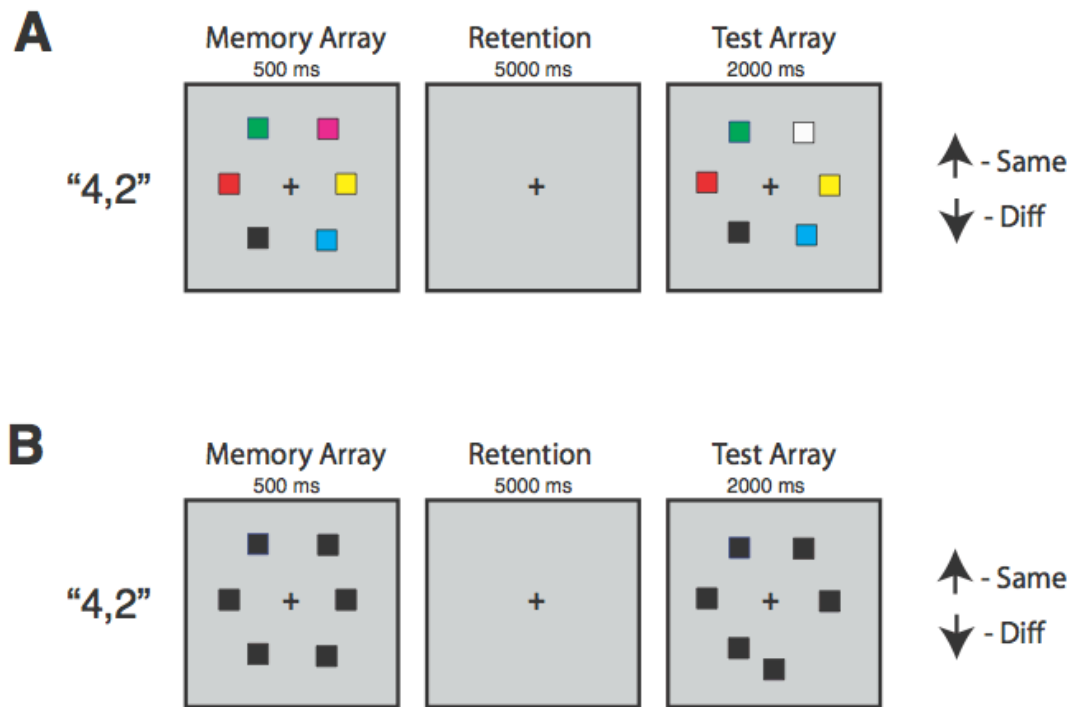 A
Memory Array
500 ms
Retention
5000 ms
Test Array
2000 ms
“4,2”
- Same
- Diff
B
Memory Array
500 ms
Retention
5000 ms
Test Array
2000 ms
“4,2”
- Same
- Diff